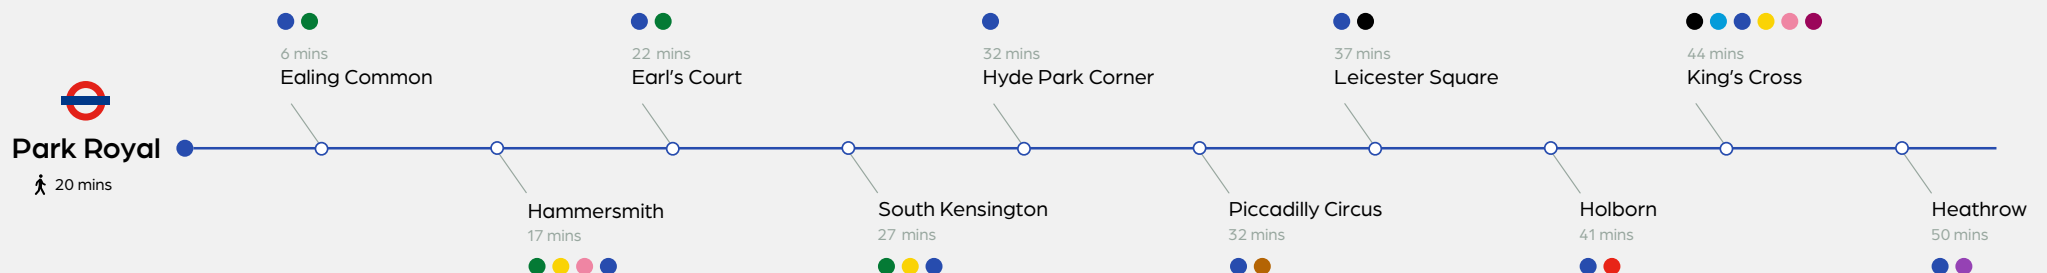 6 mins
Ealing Common
22 mins
Earl's Court
32 mins
Hyde Park Corner
37 mins
Leicester Square
44 mins
King's Cross
Park Royal
20 mins
Hammersmith
17 mins
South Kensington
27 mins
Piccadilly Circus
32 mins
Holborn
41 mins
Heathrow
50 mins